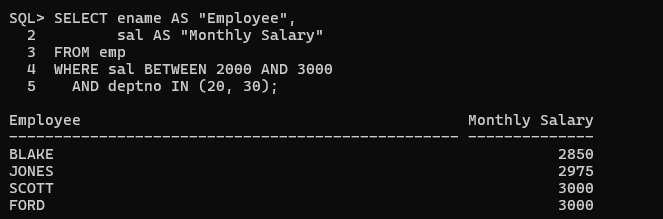 SQL> SELECT ename AS "Employee",
  2         sal AS "Monthly Salary"
  3  FROM emp
  4  WHERE sal BETWEEN 2000 AND 3000
  5    AND deptno IN (20, 30);

Employee                                           Monthly Salary
-------------------------------------------------- --------------
BLAKE                                                        2850
JONES                                                        2975
SCOTT                                                        3000
FORD                                                         3000